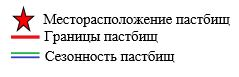 Месторасположение пастбищ
Границы пастбищ
Сезонность пастбищ